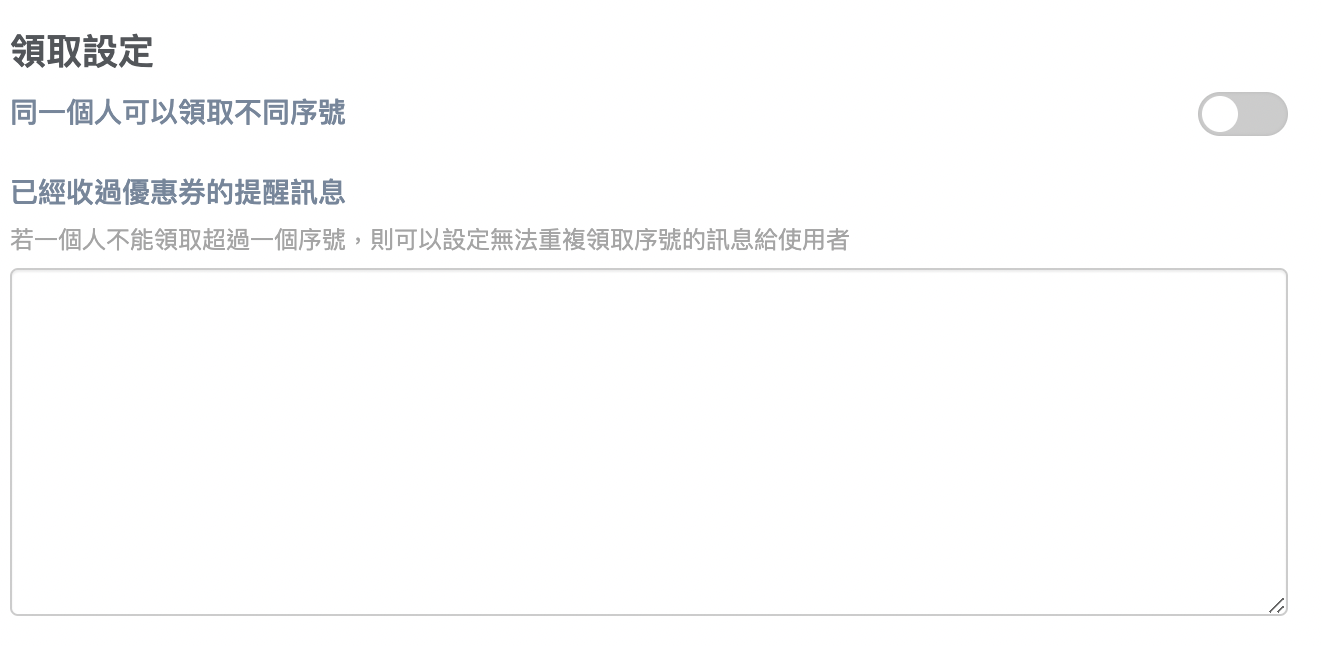 領取設定
同一個人可以領取不同序號
已經收過優惠券的提醒訊息
若一個人不能領取超過一個序號，則可以設定無法重複領取序號的訊息給使用者